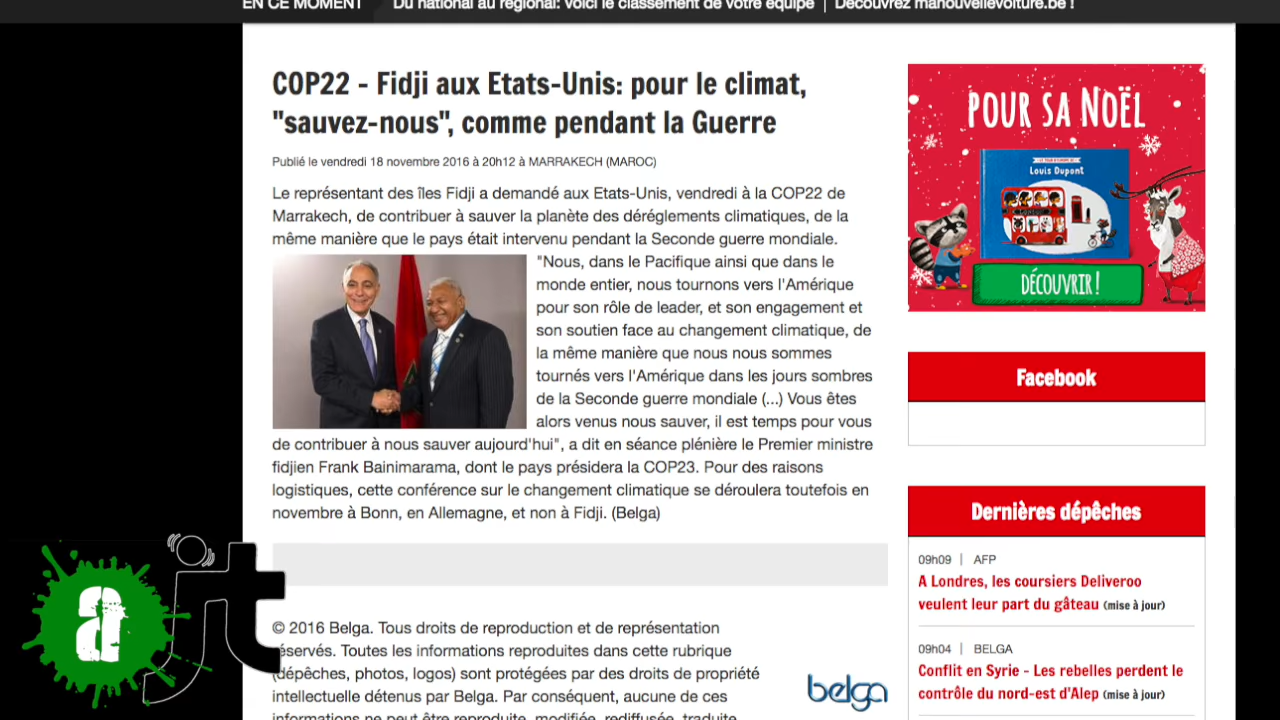 EN CE MOMENT
Du national au régional: voici le classement de votre équipe | Découvrez manouvellevoiture.be !
COP22 - Fidji aux Etats-Unis: pour le climat,
"sauvez-nous", comme pendant la Guerre
Publié le vendredi 18 novembre 2016 à 20h12 à MARRAKECH (MAROC)
Le représentant des îles Fidji a demandé aux Etats-Unis, vendredi à la COP22 de
Marrakech, de contribuer à sauver la planète des déréglements climatiques, de la
même manière que le pays était intervenu pendant la Seconde guerre mondiale.
"Nous, dans le Pacifique ainsi que dans le
monde entier, nous tournons vers l'Amérique
pour son rôle de leader, et son engagement et
son soutien face au changement climatique, de
la même manière que nous nous sommes
tournés vers l'Amérique dans les jours sombres
de la Seconde guerre mondiale (...) Vous êtes
alors venus nous sauver, il est temps pour vous
de contribuer à nous sauver aujourd'hui", a dit en séance plénière le Premier ministre
fidjien Frank Bainimarama, dont le pays présidera la COP23. Pour des raisons
logistiques, cette conférence sur le changement climatique se déroulera toutefois en
novembre à Bonn, en Allemagne, et non à Fidji. (Belga)
© 2016 Belga. Tous droits de reproduction et de représentation
réservés. Toutes les informations reproduites dans cette rubrique
(dépêches, photos, logos) sont protégées par des droits de propriété
intellectuelle détenus par Belga. Par conséquent, aucune de ces
informations ne peut être reproduite, modifiée, rediffusée, traduite,
belga
ajt
POUR SA NOËL
Louis Dupont
DÉCOUVRIR !
Facebook
Dernières dépêches
09h09 | AFP
A Londres, les coursiers Deliveroo
veulent leur part du gâteau (mise à jour)
09h04 | BELGA
Conflit en Syrie - Les rebelles perdent le
contrôle du nord-est d'Alep (mise à jour)